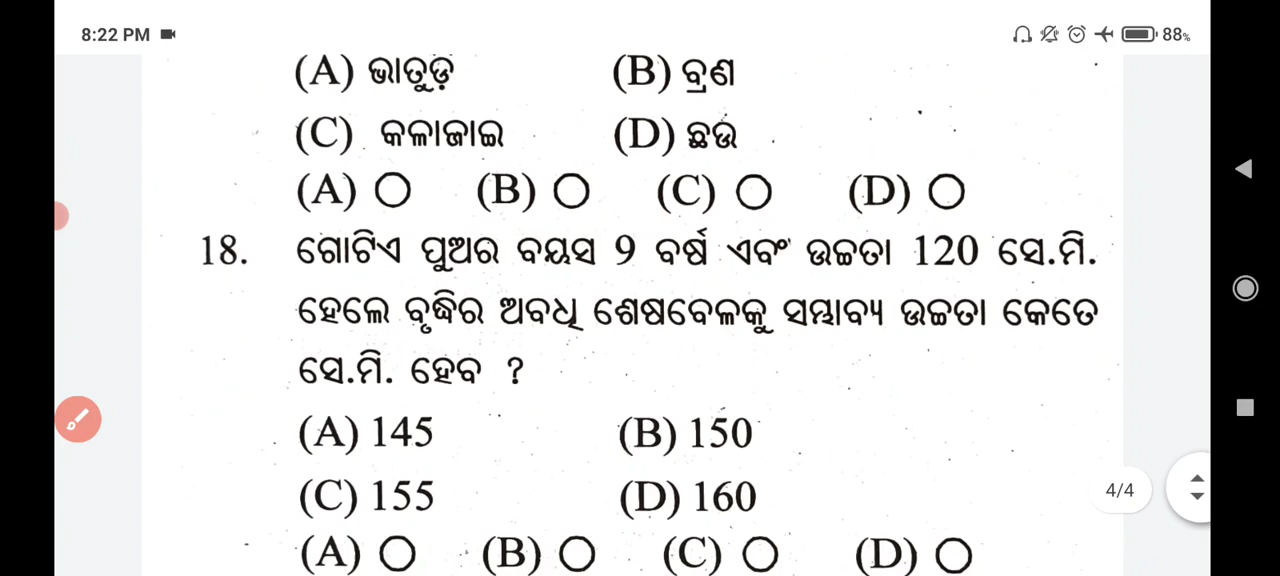 8:22 PM
88%
(A) ଭାତୁଡ଼ି (B) ବ୍ରଣ
(C) କଳାଜାଇ (D) ଛଉ
(A) (B) (C) (D)
18. ଗୋଟିଏ ପୁଅର ବୟସ 9 ବର୍ଷ ଏବଂ ଉଚ୍ଚତା 120 ସେ.ମି.
ହେଲେ ବୃଦ୍ଧିର ଅବଧି ଶେଷବେଳକୁ ସମ୍ଭାବ୍ୟ ଉଚ୍ଚତା କେତେ
ସେ.ମି. ହେବ ?
(A) 145 (B) 150
(C) 155 (D) 160
4/4
(A) (B) (C) (D)